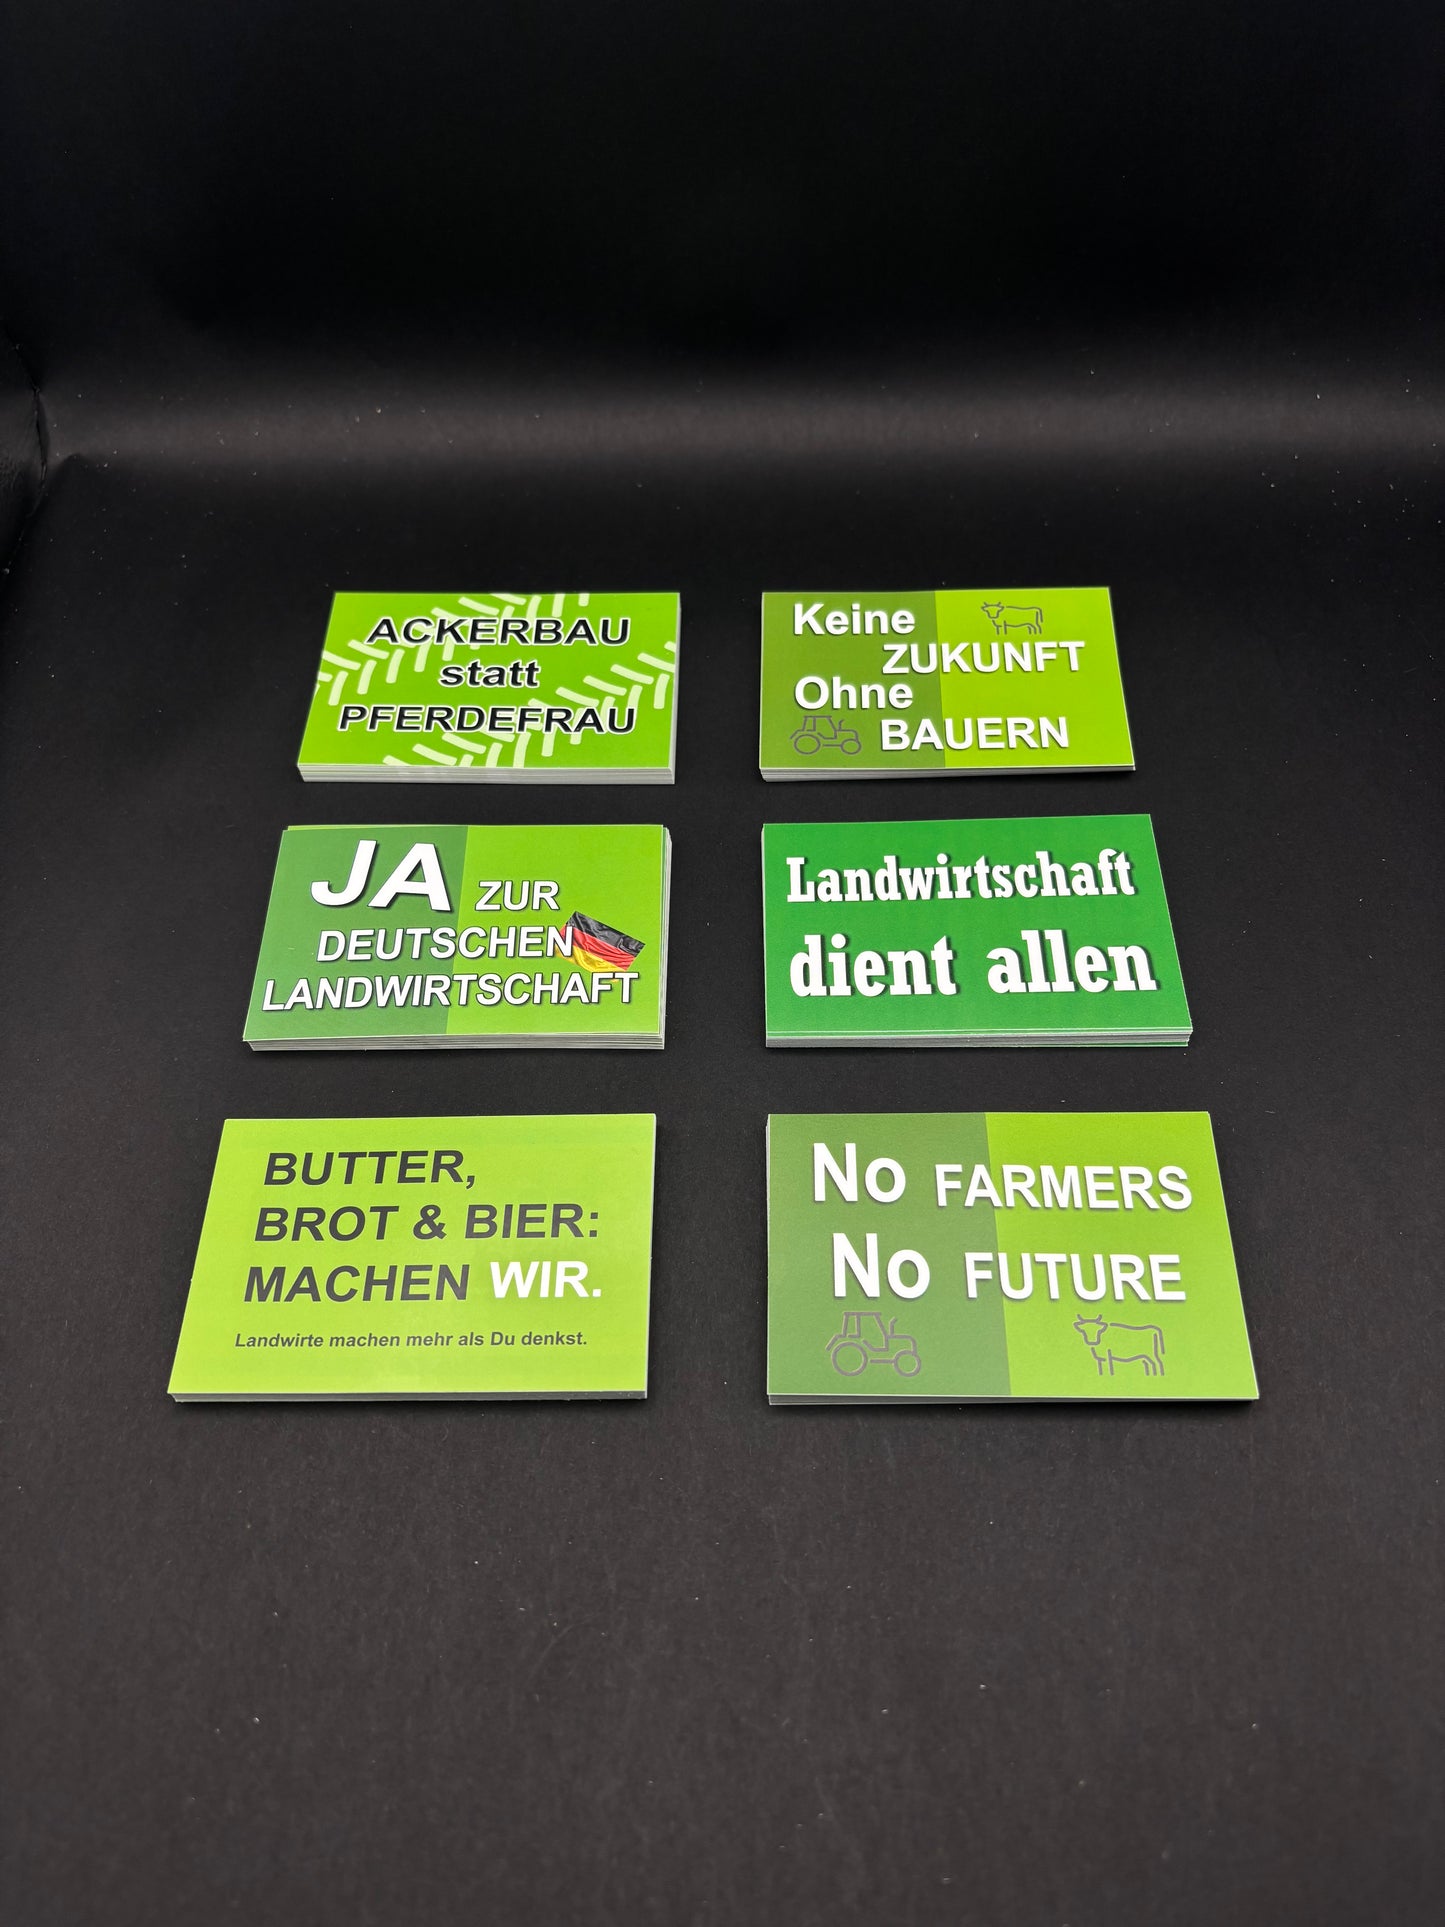 ACKERBAU
statt
PFERDEFRAU
Keine
ZUKUNFT
Ohne
BAUERN
JA ZUR
DEUTSCHEN
LANDWIRTSCHAFT
Landwirtschaft
dient allen
BUTTER,
BROT & BIER:
MACHEN WIR.
Landwirte machen mehr als Du denkst.
No FARMERS
No FUTURE